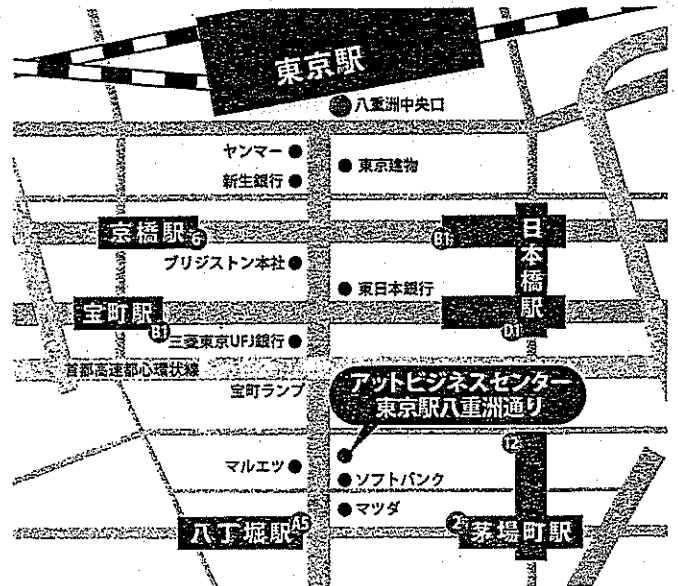 東京駅
八重洲中央口
ヤンマー
東京建物
新生銀行
京橋駅
6
B1
日本橋駅
ブリジストン本社
東日本銀行
宝町駅
B1
D1
三菱東京UFJ銀行
首都高速都心環状線
宝町ランプ
アットビジネスセンター
東京駅八重洲通り
12
マルエツ
ソフトバンク
マツダ
八丁堀駅
A5
2
茅場町駅